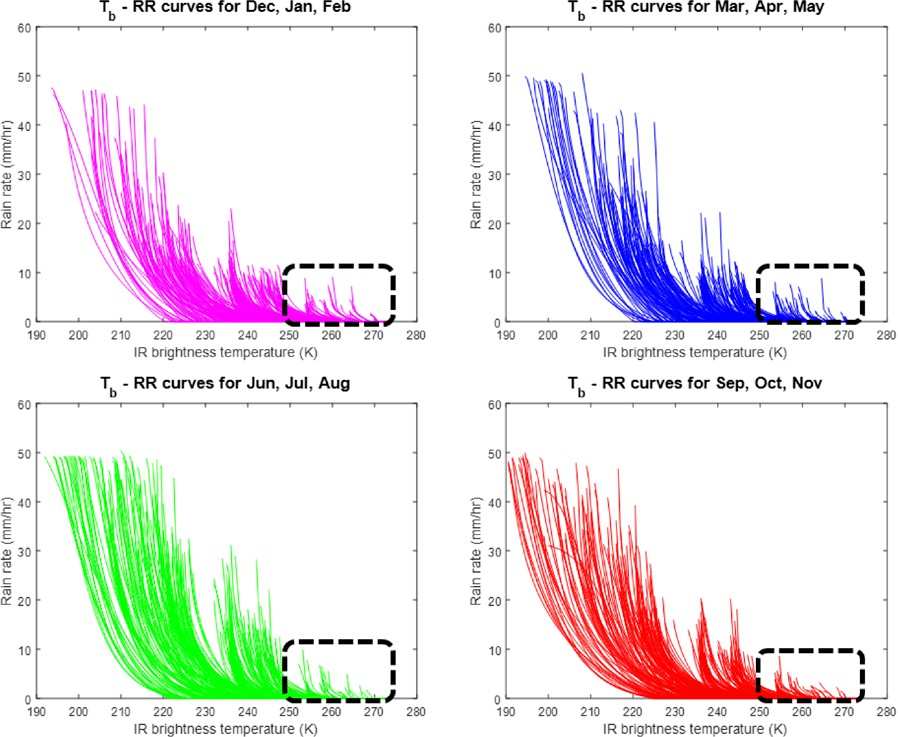 T_b - RR curves for Dec, Jan, Feb
60
50
40
30
20
10
0
Rain rate (mm/hr)
190 200 210 220 230 240 250 260 270 280
IR brightness temperature (K)
T_b - RR curves for Mar, Apr, May
60
50
40
30
20
10
0
Rain rate (mm/hr)
190 200 210 220 230 240 250 260 270 280
IR brightness temperature (K)
T_b - RR curves for Jun, Jul, Aug
60
50
40
30
20
10
0
Rain rate (mm/hr)
190 200 210 220 230 240 250 260 270 280
IR brightness temperature (K)
T_b - RR curves for Sep, Oct, Nov
60
50
40
30
20
10
0
Rain rate (mm/hr)
190 200 210 220 230 240 250 260 270 280
IR brightness temperature (K)